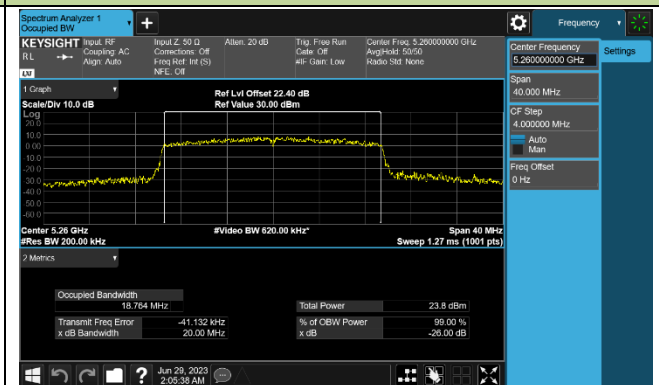 Spectrum Analyzer 1
Occupied BW
+
Frequency
KEYSIGHT
RL
LXI
Input: RF
Coupling: AC
Align: Auto
Input Z: 50 Ω
Corrections: Off
Freq Ref: Int (S)
NFE: Off
Atten: 20 dB
Trig: Free Run
Gate: Off
#IF Gain: Low
Center Freq: 5.260000000 GHz
Avg|Hold: 50/50
Radio Std: None
Center Frequency
5.260000000 GHz
Settings
Span
40.000 MHz
CF Step
4.000000 MHz
Auto
Man
Freq Offset
0 Hz
1 Graph
Scale/Div 10.0 dB
Ref Lvl Offset 22.40 dB
Ref Value 30.00 dBm
Log
20.0
10.0
0.00
-10.0
-20.0
-30.0
-40.0
-50.0
-60.0
Center 5.26 GHz
#Video BW 620.00 kHz*
Span 40 MHz
#Res BW 200.00 kHz
Sweep 1.27 ms (1001 pts)
2 Metrics
Occupied Bandwidth
18.764 MHz
Total Power
23.8 dBm
Transmit Freq Error
-41.132 kHz
% of OBW Power
99.00 %
x dB Bandwidth
20.00 MHz
x dB
-26.00 dB
?
Jun 29, 2023
2:05:38 AM